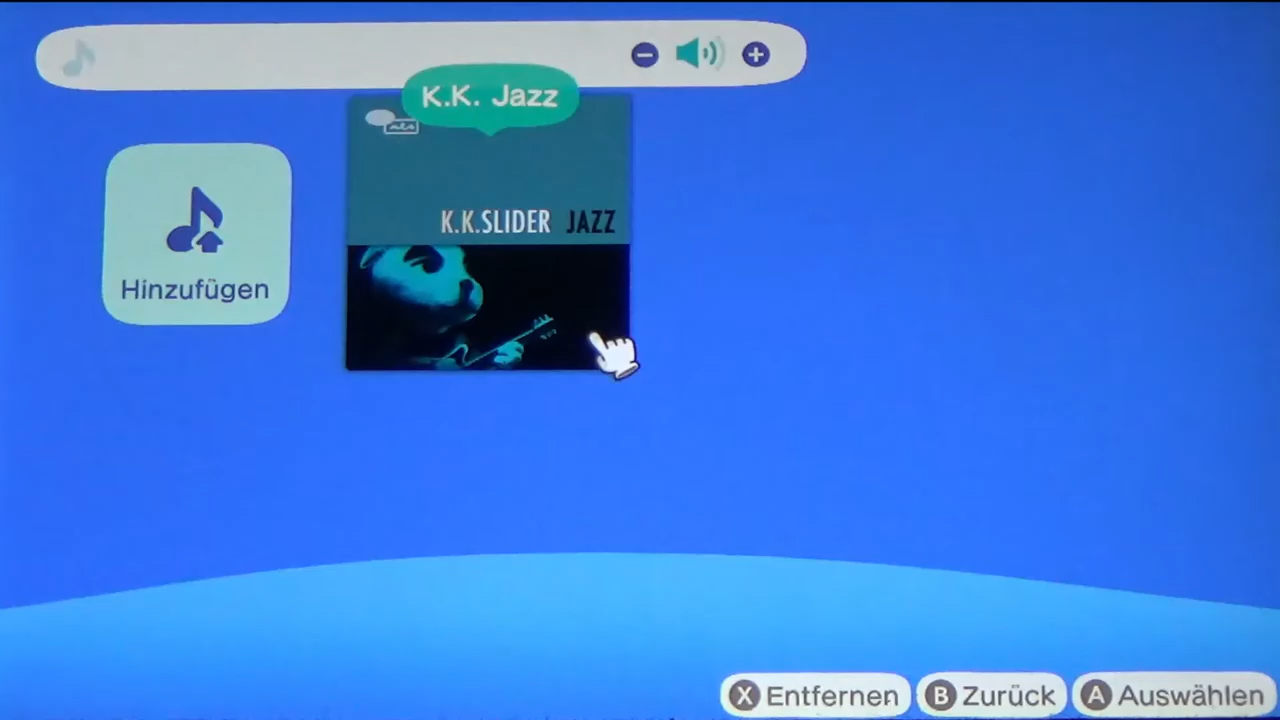 K.K. Jazz
K.K.SLIDER JAZZ
Hinzufügen
X Entfernen
B Zurück
A Auswählen